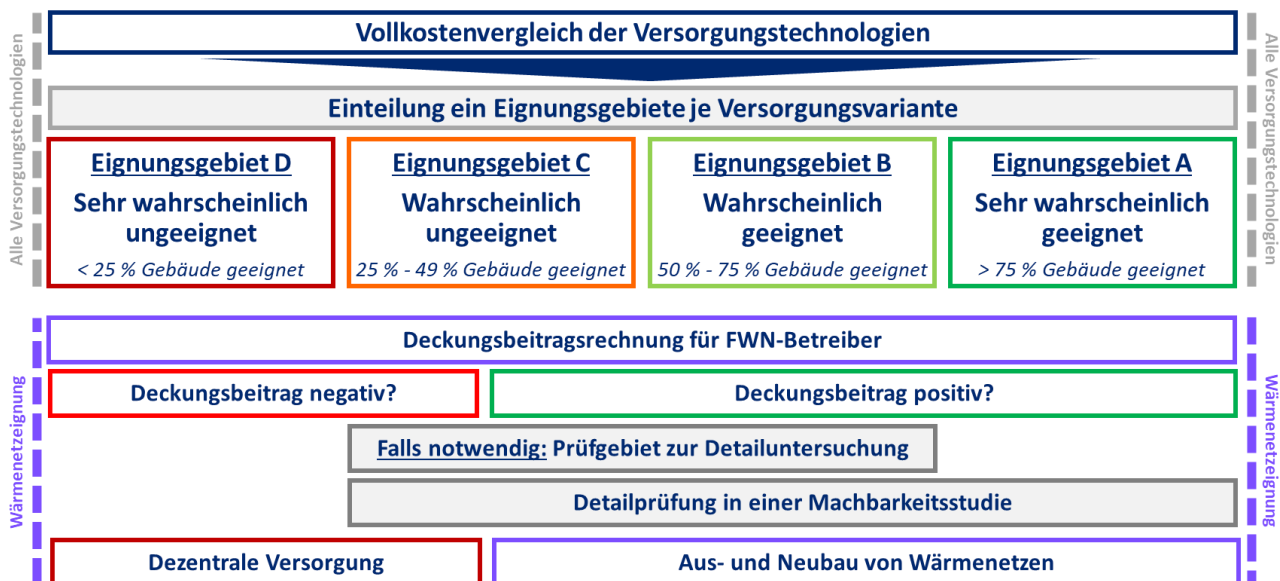 Vollkostenvergleich der Versorgungstechnologien
Einteilung ein Eignungsgebiete je Versorgungsvariante
Eignungsgebiet D
Sehr wahrscheinlich
ungeeignet
< 25 % Gebäude geeignet
Eignungsgebiet C
Wahrscheinlich
ungeeignet
25 % - 49 % Gebäude geeignet
Eignungsgebiet B
Wahrscheinlich
geeignet
50 % - 75 % Gebäude geeignet
Eignungsgebiet A
Sehr wahrscheinlich
geeignet
> 75 % Gebäude geeignet
Alle Versorgungstechnologien
Alle Versorgungstechnologien
Deckungsbeitragsrechnung für FWN-Betreiber
Deckungsbeitrag negativ?
Deckungsbeitrag positiv?
Falls notwendig: Prüfgebiet zur Detailuntersuchung
Detailprüfung in einer Machbarkeitsstudie
Dezentrale Versorgung
Aus- und Neubau von Wärmenetzen
Wärmenetzeignung
Wärmenetzeignung